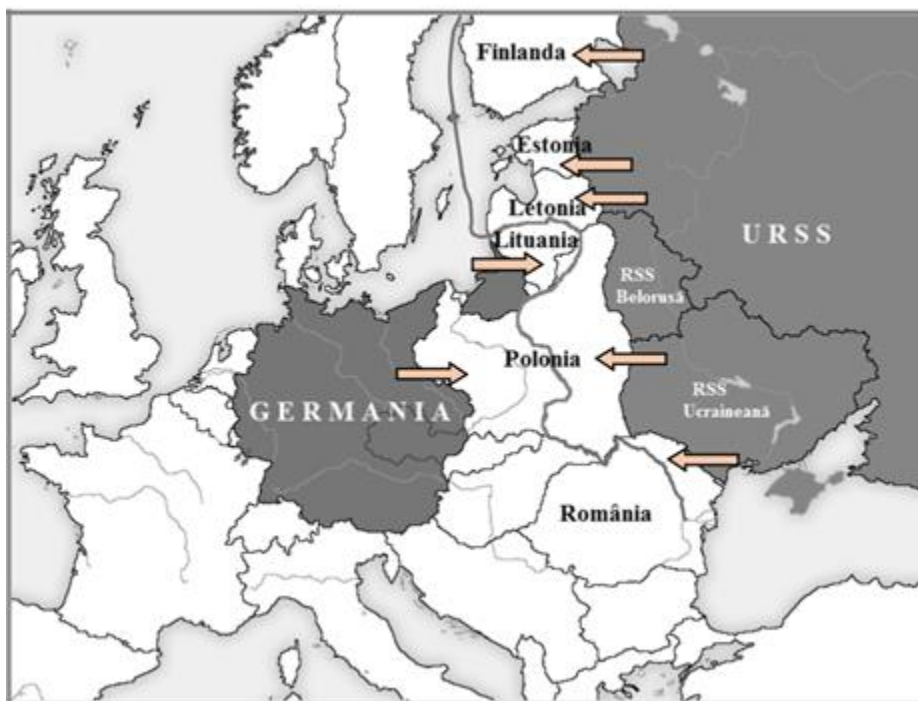 Finlanda
Estonia
Letonia
Lituania
URSS
RSS
Belorusă
Polonia
GERMANIA
RSS
Ucraineană
România